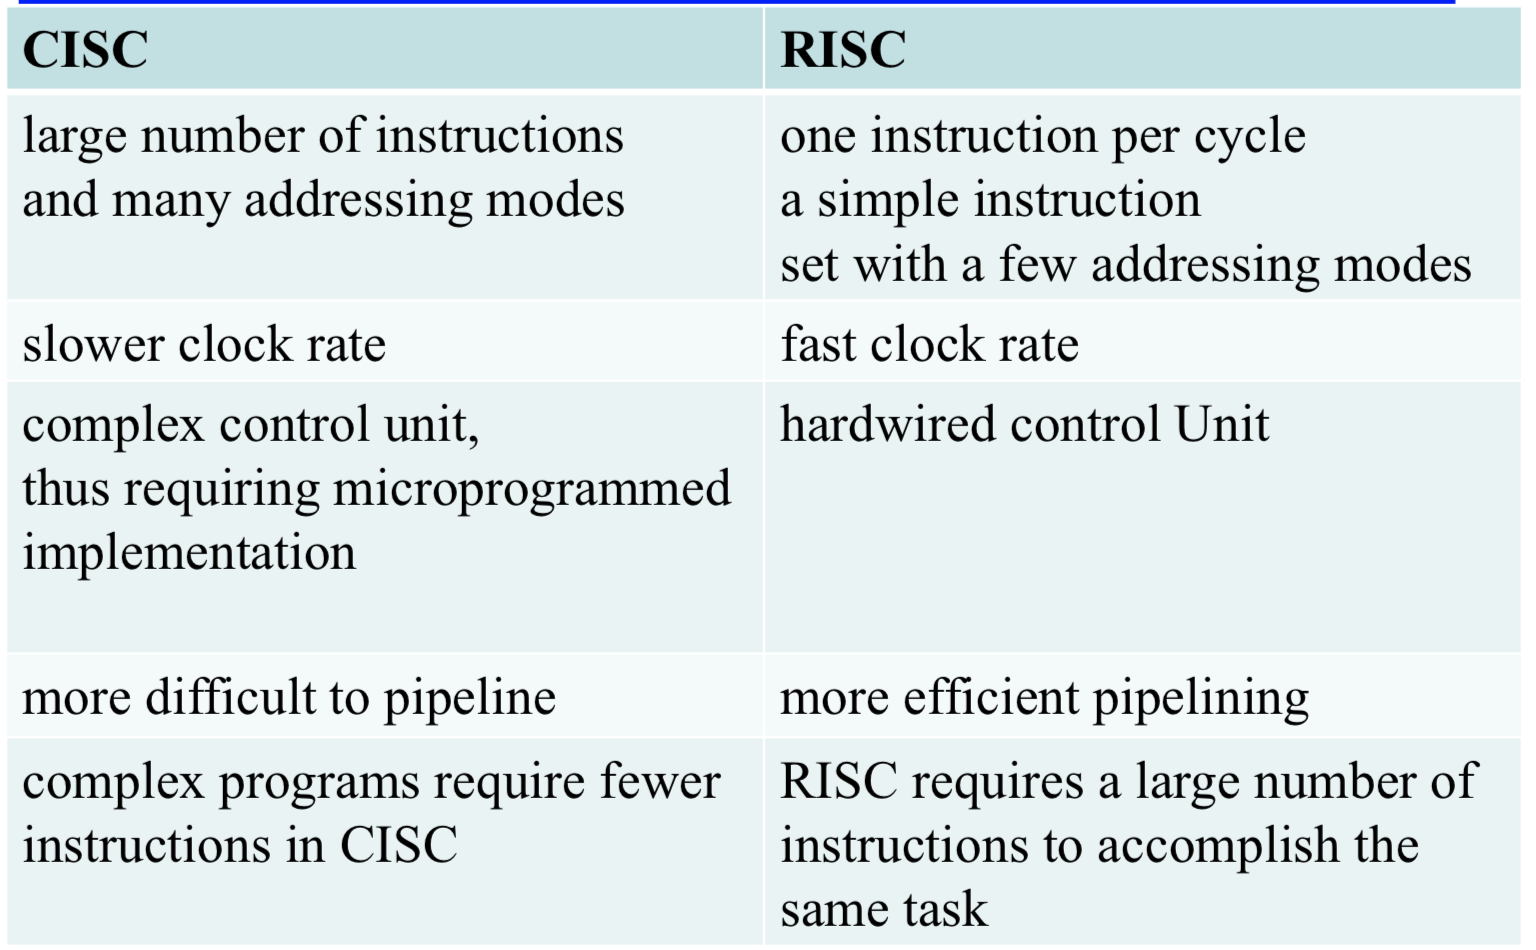 CISC
RISC
large number of instructions
and many addressing modes
one instruction per cycle
a simple instruction
set with a few addressing modes
slower clock rate
fast clock rate
complex control unit,
thus requiring microprogrammed
implementation
hardwired control Unit
more difficult to pipeline
more efficient pipelining
complex programs require fewer
instructions in CISC
RISC requires a large number of
instructions to accomplish the
same task